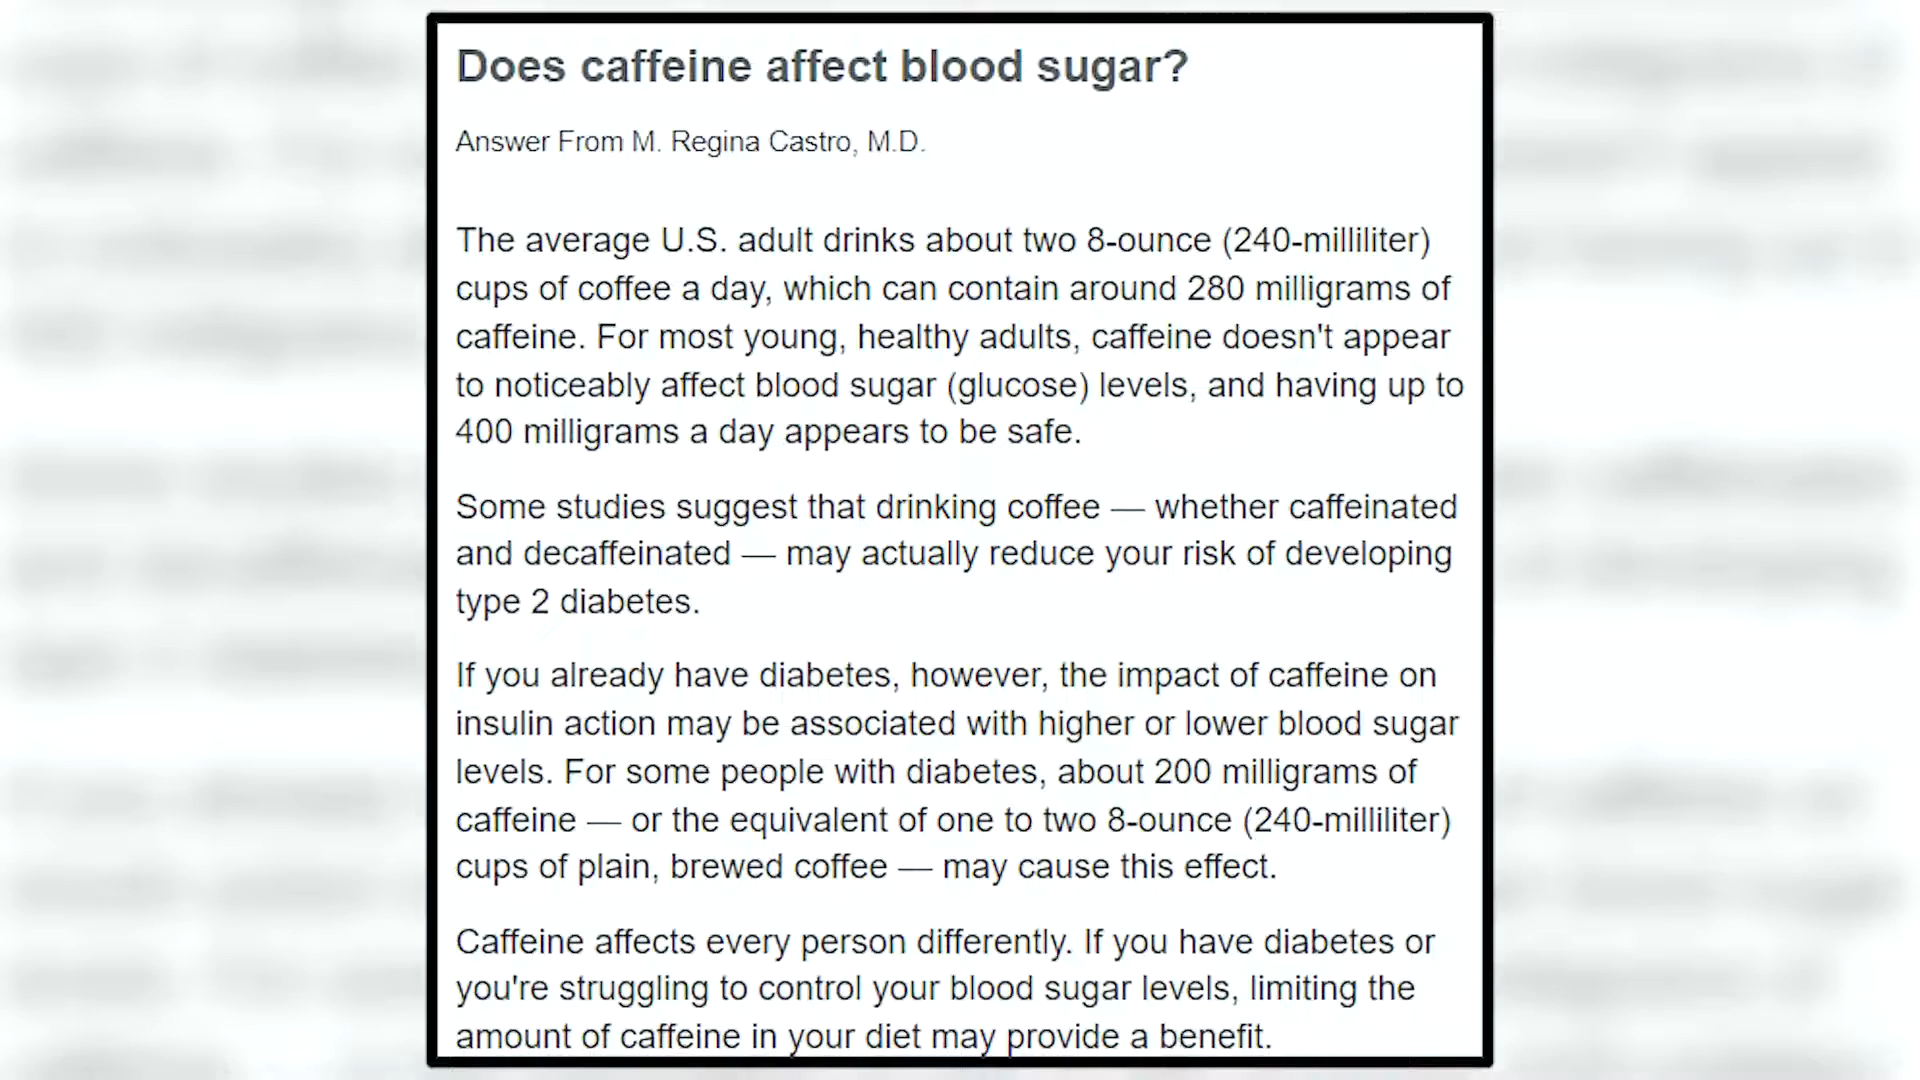 Does caffeine affect blood sugar?
Answer From M. Regina Castro, M.D.
The average U.S. adult drinks about two 8-ounce (240-milliliter)
cups of coffee a day, which can contain around 280 milligrams of
caffeine. For most young, healthy adults, caffeine doesn't appear
to noticeably affect blood sugar (glucose) levels, and having up to
400 milligrams a day appears to be safe.
Some studies suggest that drinking coffee — whether caffeinated
and decaffeinated — may actually reduce your risk of developing
type 2 diabetes.
If you already have diabetes, however, the impact of caffeine on
insulin action may be associated with higher or lower blood sugar
levels. For some people with diabetes, about 200 milligrams of
caffeine — or the equivalent of one to two 8-ounce (240-milliliter)
cups of plain, brewed coffee — may cause this effect.
Caffeine affects every person differently. If you have diabetes or
you're struggling to control your blood sugar levels, limiting the
amount of caffeine in your diet may provide a benefit.